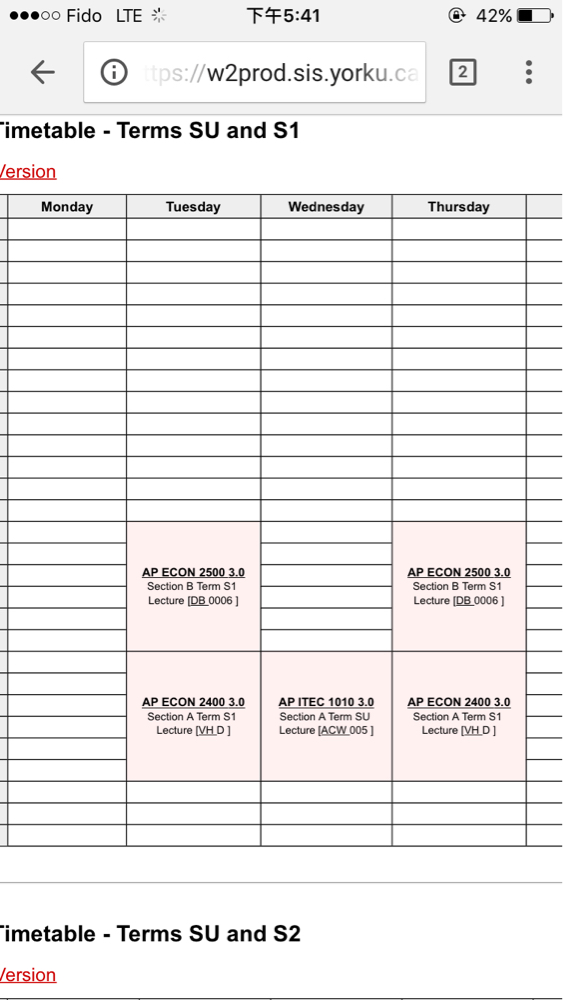 Fido LTE 下午5:41 42%
ttps://w2prod.sis.yorku.ca 2
Timetable - Terms SU and S1
Version
Monday Tuesday Wednesday Thursday
AP ECON 2500 3.0
Section B Term S1
Lecture [DB 0006 ]
AP ECON 2500 3.0
Section B Term S1
Lecture [DB 0006 ]
AP ECON 2400 3.0
Section A Term S1
Lecture [VH D ]
AP ITEC 1010 3.0
Section A Term SU
Lecture [ACW 005 ]
AP ECON 2400 3.0
Section A Term S1
Lecture [VH D ]
Timetable - Terms SU and S2
Version